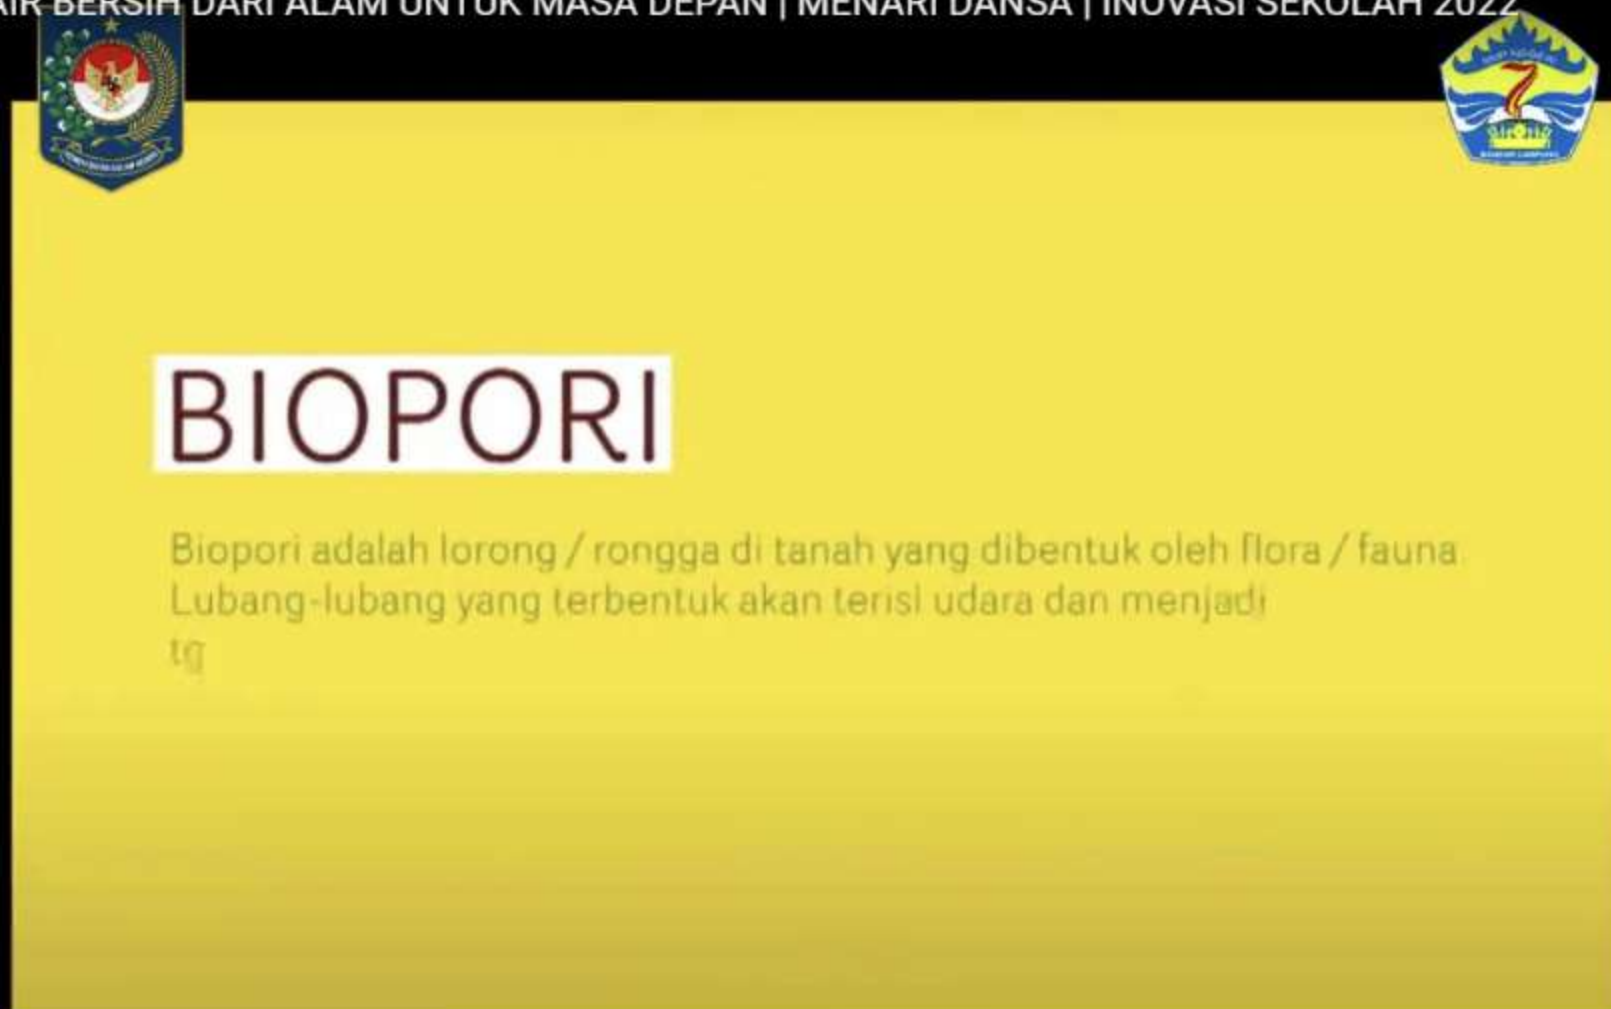 AIR BERSIH DARI ALAM UNTUK MASA DEPAN | MENARI DANSA | INOVASI SEKOLAH 2022
7
BIOPORI
Biopori adalah lorong / rongga di tanah yang dibentuk oleh flora / fauna.
Lubang-lubang yang terbentuk akan terisi udara dan menjadi
tg